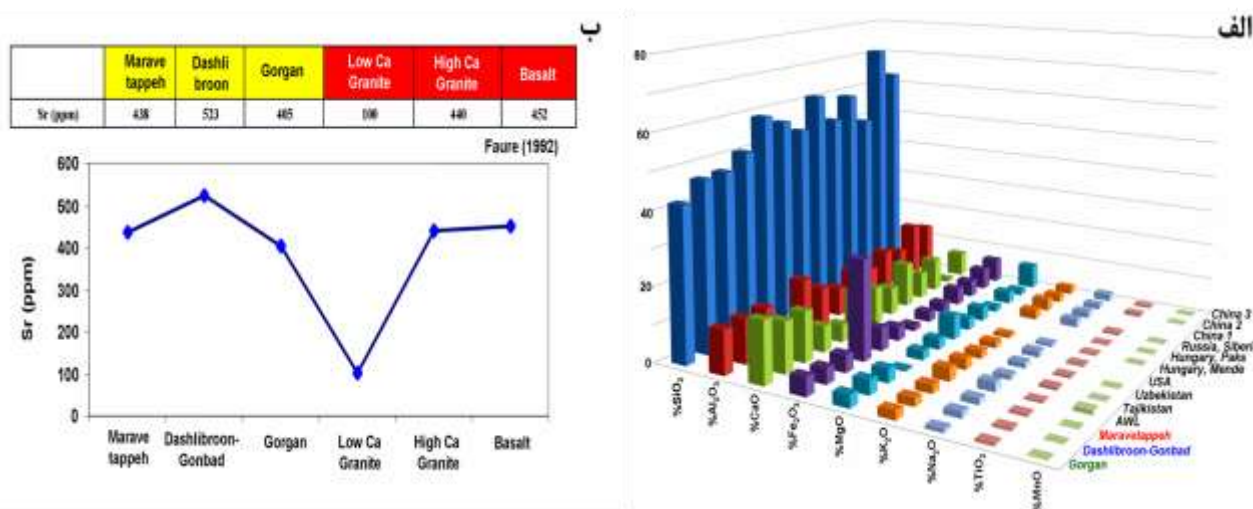 ب
Marave
tappeh
Dashli
broon
Gorgan
Low Ca
Granite
High Ca
Granite
Basalt
Sr (ppm)
438
523
405
100
440
452
Faure (1992)
Sr (ppm)
600
500
400
300
200
100
0
Marave
tappeh
Dashlibroon-
Gonbad
Gorgan
Low Ca
Granite
High Ca
Granite
Basalt
الف
80
60
40
20
0
%SiO₂
%Al₂O₃
%CaO
%Fe₂O₃
%MgO
%K₂O
%Na₂O
%TiO₂
%MnO
China 3
China 2
China 1
Russia, Siberi
Hungary, Paks
Hungary, Mende
USA
Uzbekistan
Tajikistan
AWL
Maravetappeh
Dashlibroon-Gonbad
Gorgan